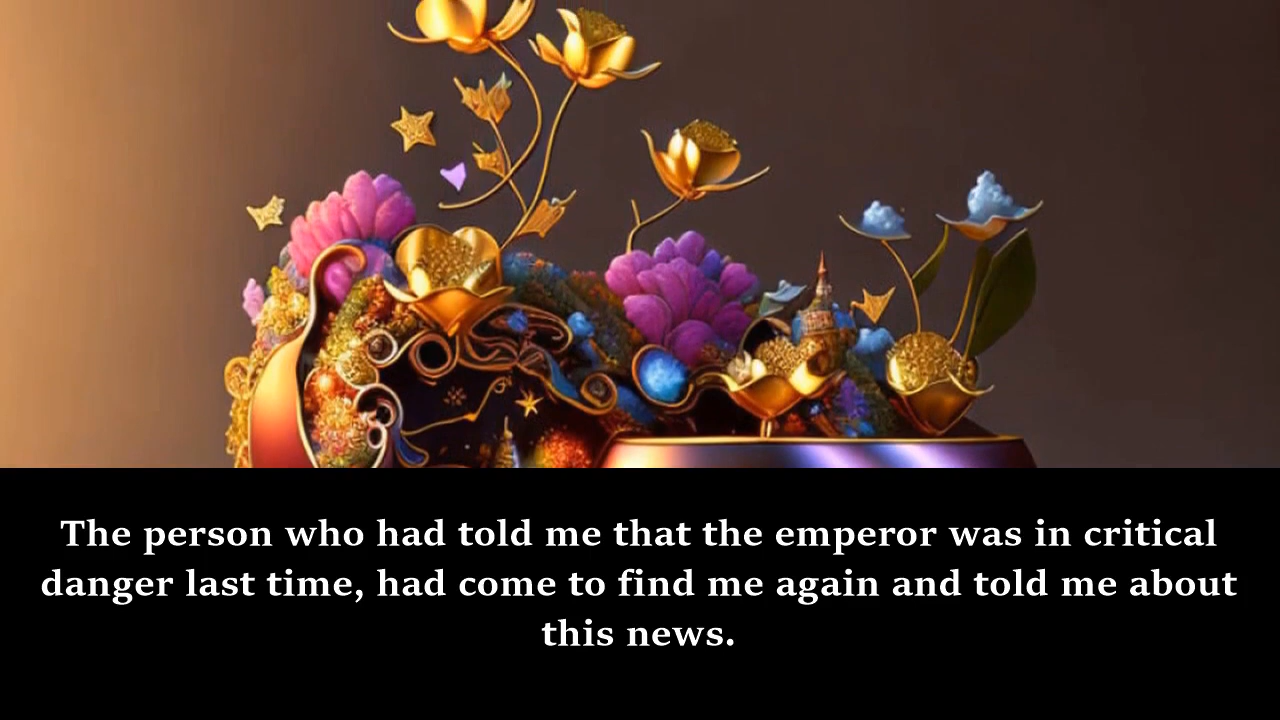 The person who had told me that the emperor was in critical
danger last time, had come to find me again and told me about
this news.